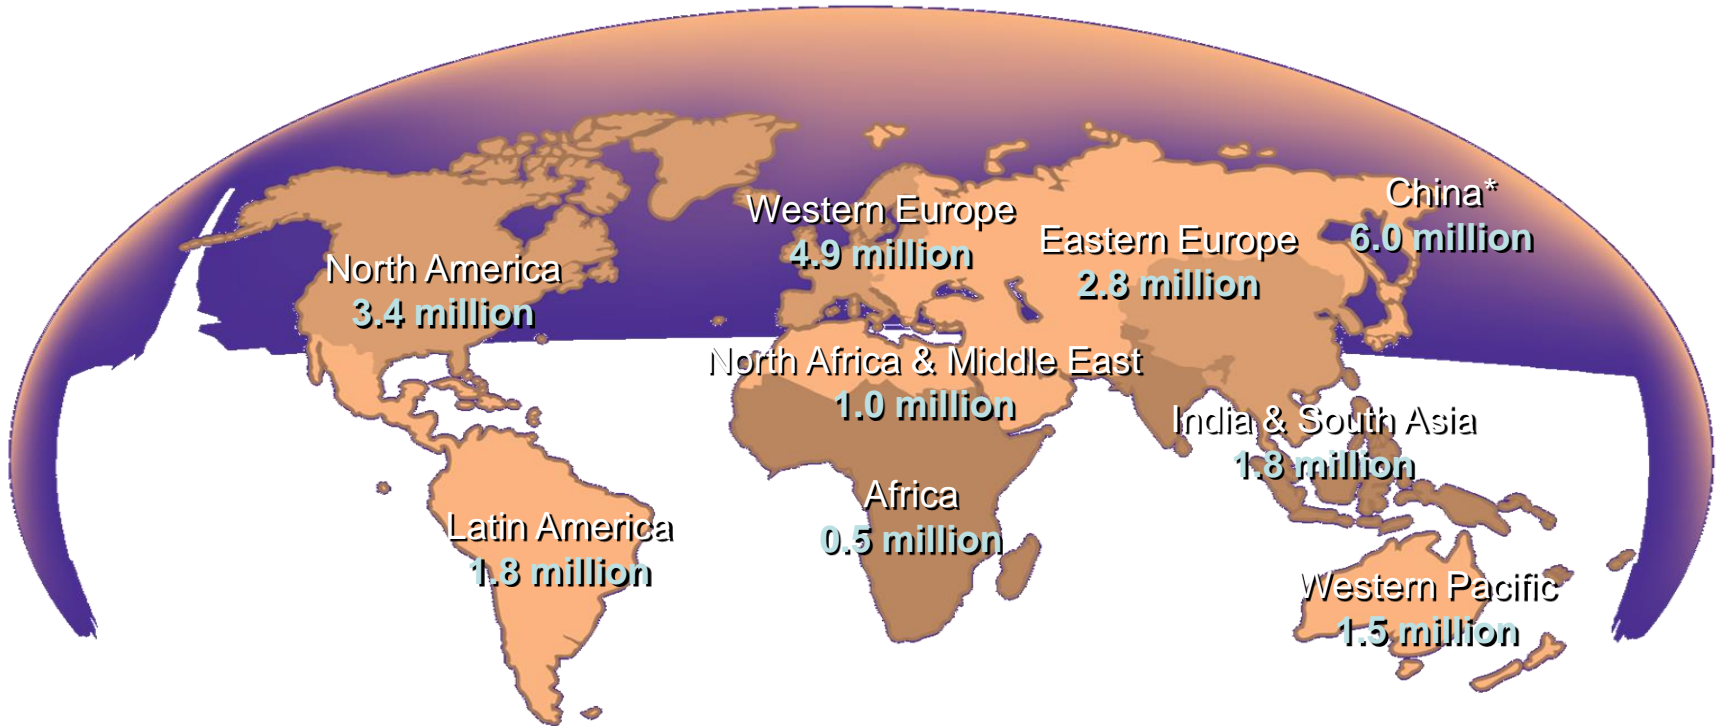 China*
6.0 million
Western Europe
4.9 million
Eastern Europe
2.8 million
North America
3.4 million
North Africa & Middle East
1.0 million
India & South Asia
1.8 million
Africa
0.5 million
Latin America
1.8 million
Western Pacific
1.5 million